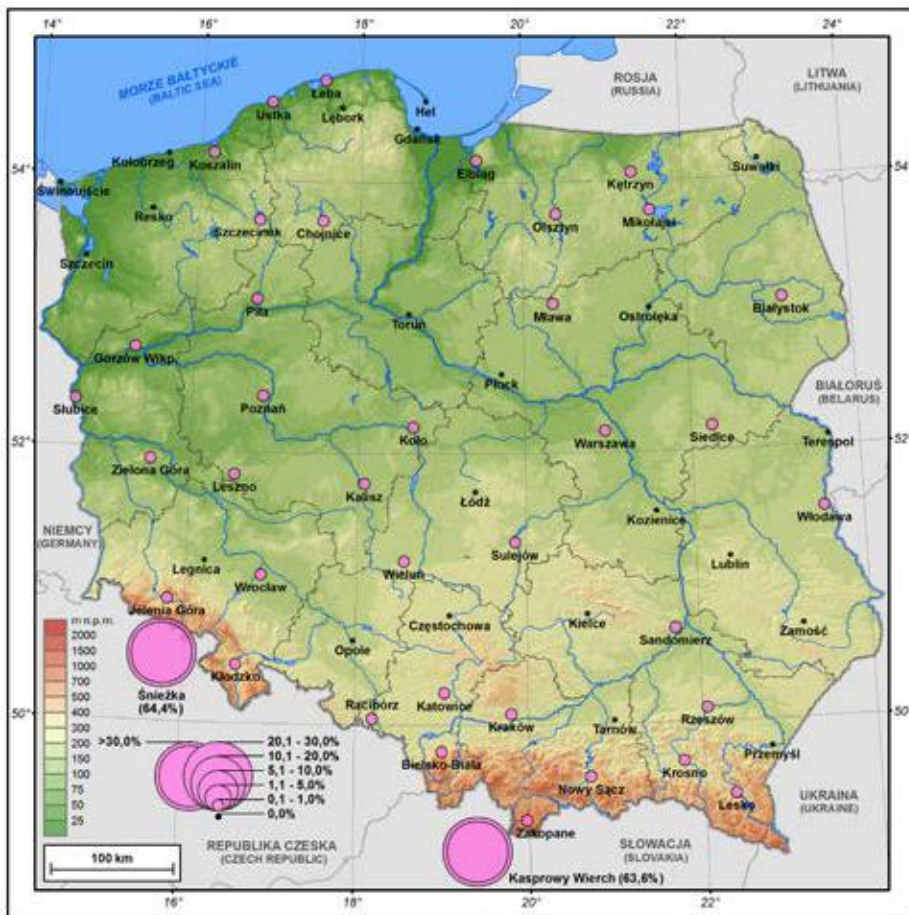 14° 16° 18° 20° 22° 24°
MORZE BAŁTYCKIE
(BALTIC SEA)
ROSJA
(RUSSIA)
LITWA
(LITHUANIA)
Łeba
Ustka
Lębork
Hel
Gdańsk
Kołobrzeg
Koszalin
54°
54°
Elbląg
Suwałki
Świnoujście
Kętrzyn
Resko
Szczecinek
Chojnice
Olsztyn
Mikołajki
Szczecin
Piła
Toruń
Mława
Ostrołęka
Białystok
Gorzów Wlkp.
Płock
BIAŁORUŚ
(BELARUS)
Słubice
Poznań
52°
Koło
Warszawa
Siedlce
Terespol
52°
Zielona Góra
Leszno
Kalisz
Łódź
Kozienice
Włodawa
NIEMCY
(GERMANY)
Legnica
Wrocław
Wieluń
Sulejów
Lublin
Jelenia Góra
Częstochowa
Kielce
Sandomierz
Zamość
m n.p.m.
2000
1500
1000
700
500
400
300
200
150
100
75
50
25
Opole
Kłodzko
Śnieżka
(64,4%)
50°
Racibórz
Katowice
Kraków
Tarnów
Rzeszów
50°
Przemyśl
>30,0%
20,1 - 30,0%
10,1 - 20,0%
5,1 - 10,0%
1,1 - 5,0%
0,1 - 1,0%
0,0%
Bielsko-Biała
Nowy Sącz
Krosno
Lesko
UKRAINA
(UKRAINE)
Zakopane
100 km
REPUBLIKA CZESKA
(CZECH REPUBLIC)
SŁOWACJA
(SLOVAKIA)
Kasprowy Wierch (63,6%)
16° 18° 20° 22°